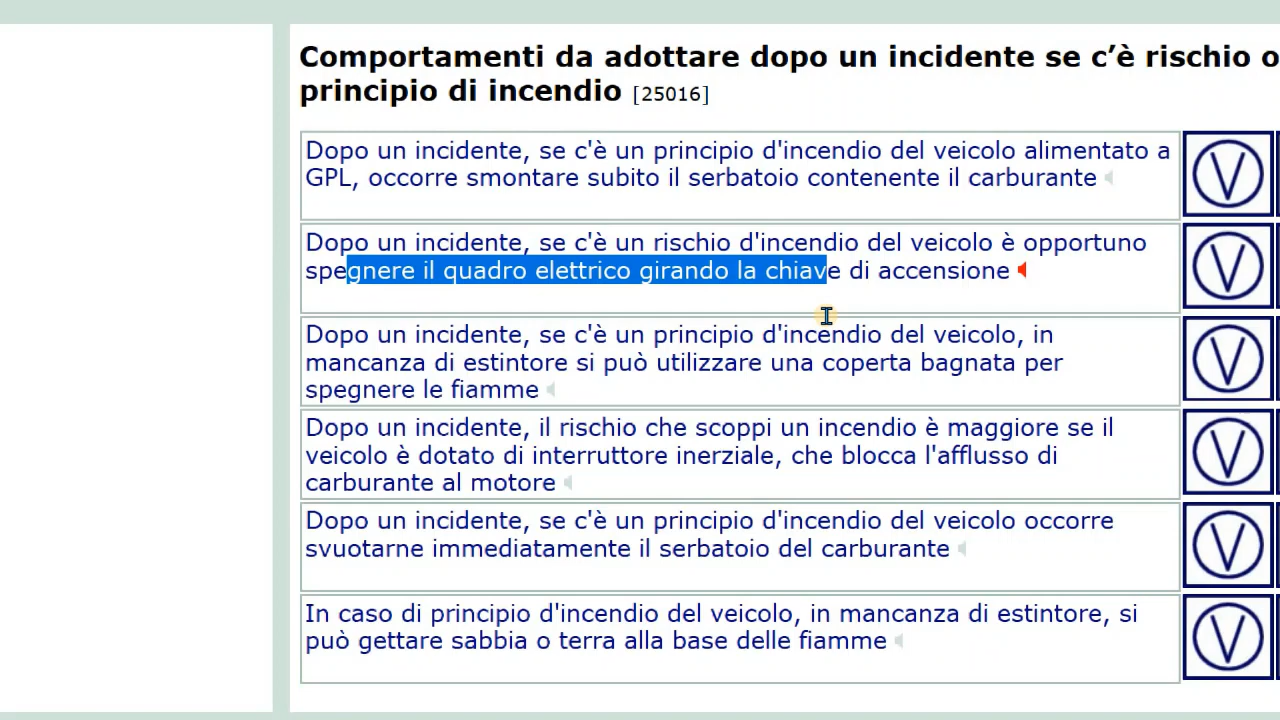 Comportamenti da adottare dopo un incidente se c’è rischio o
principio di incendio [25016]
Dopo un incidente, se c'è un principio d'incendio del veicolo alimentato a
GPL, occorre smontare subito il serbatoio contenente il carburante
V
Dopo un incidente, se c'è un rischio d'incendio del veicolo è opportuno
spegnere il quadro elettrico girando la chiave di accensione
V
Dopo un incidente, se c'è un principio d'incendio del veicolo, in
mancanza di estintore si può utilizzare una coperta bagnata per
spegnere le fiamme
V
Dopo un incidente, il rischio che scoppi un incendio è maggiore se il
veicolo è dotato di interruttore inerziale, che blocca l'afflusso di
carburante al motore
V
Dopo un incidente, se c'è un principio d'incendio del veicolo occorre
svuotarne immediatamente il serbatoio del carburante
V
In caso di principio d'incendio del veicolo, in mancanza di estintore, si
può gettare sabbia o terra alla base delle fiamme
V